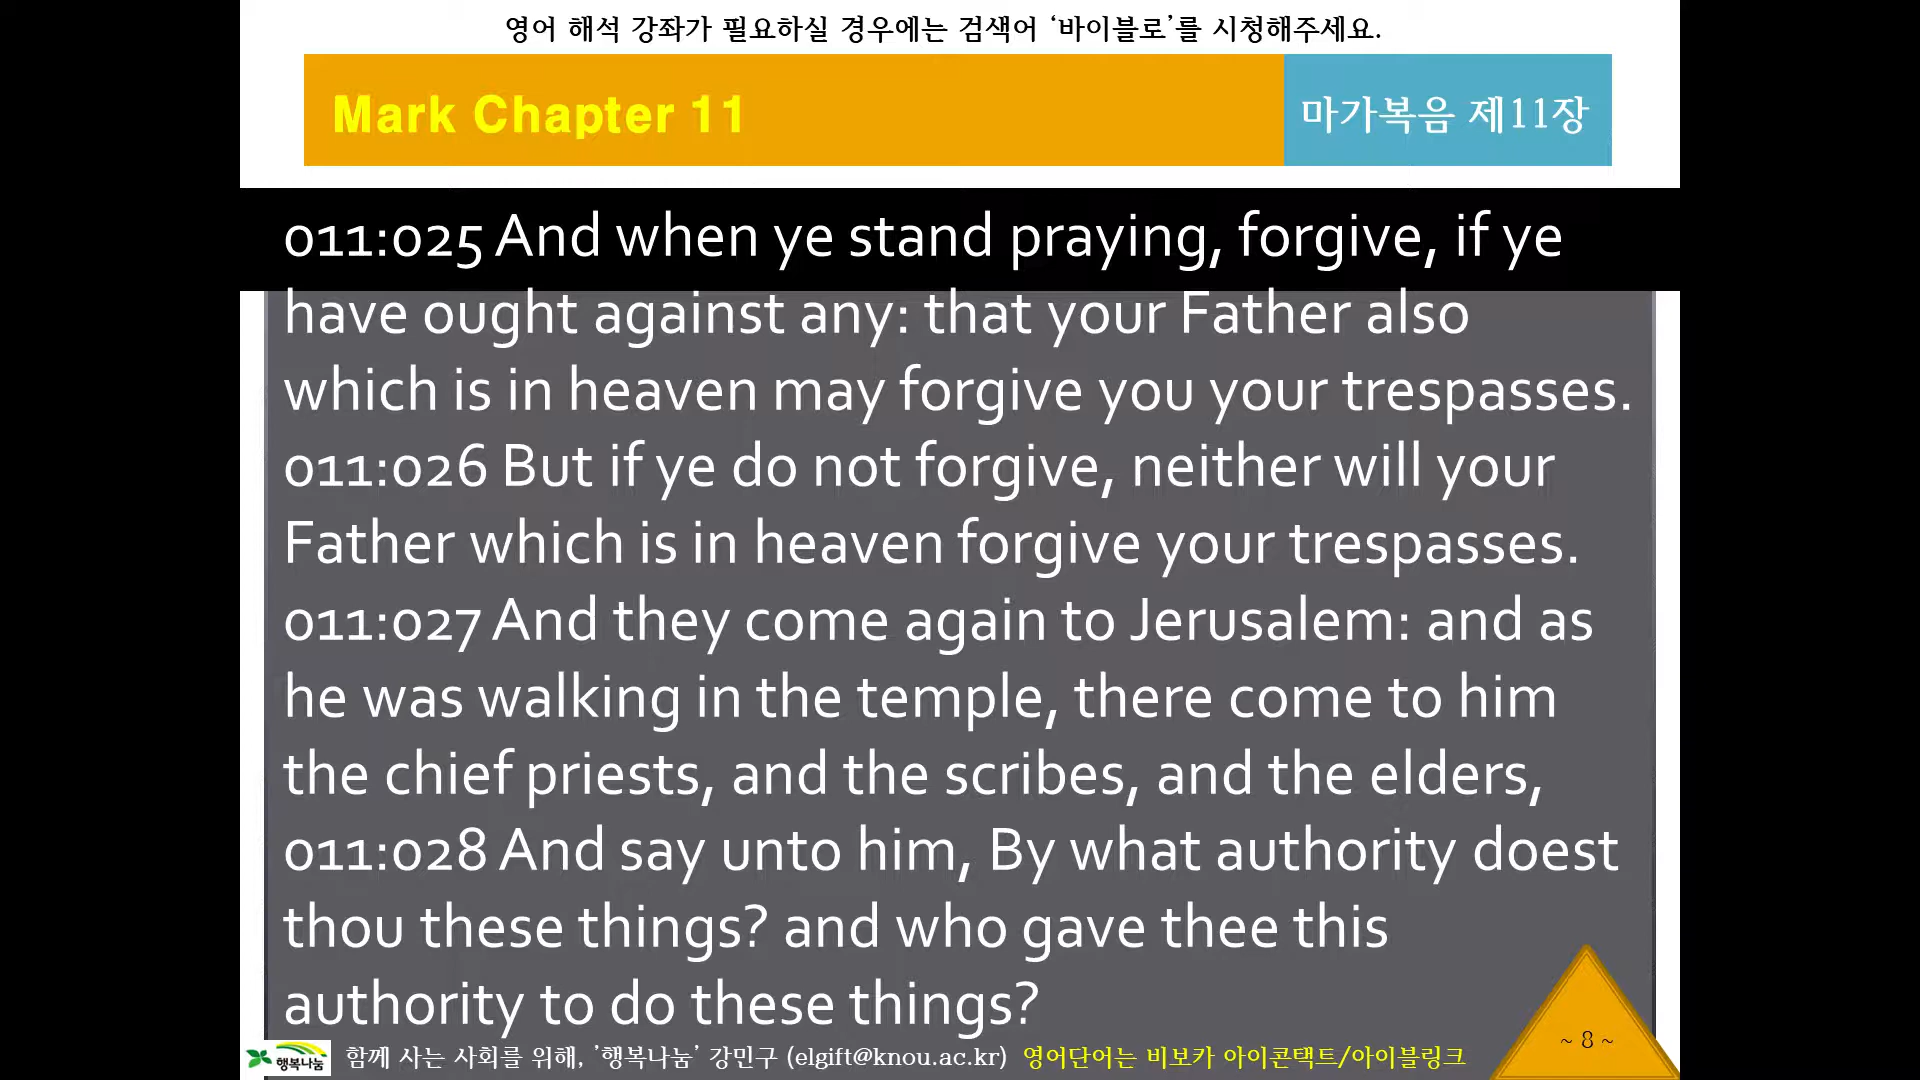 영어 해석 강좌가 필요하실 경우에는 검색어 ‘바이블로’를 시청해주세요.
Mark Chapter 11
마가복음 제11장
011:025 And when ye stand praying, forgive, if ye
have ought against any: that your Father also
which is in heaven may forgive you your trespasses.
011:026 But if ye do not forgive, neither will your
Father which is in heaven forgive your trespasses.
011:027 And they come again to Jerusalem: and as
he was walking in the temple, there come to him
the chief priests, and the scribes, and the elders,
011:028 And say unto him, By what authority doest
thou these things? and who gave thee this
authority to do these things?
~ 8 ~
행복나눔 함께 사는 사회를 위해, ’행복나눔’ 강민구 (elgift@knou.ac.kr) 영어단어는 비보카 아이콘택트/아이블링크